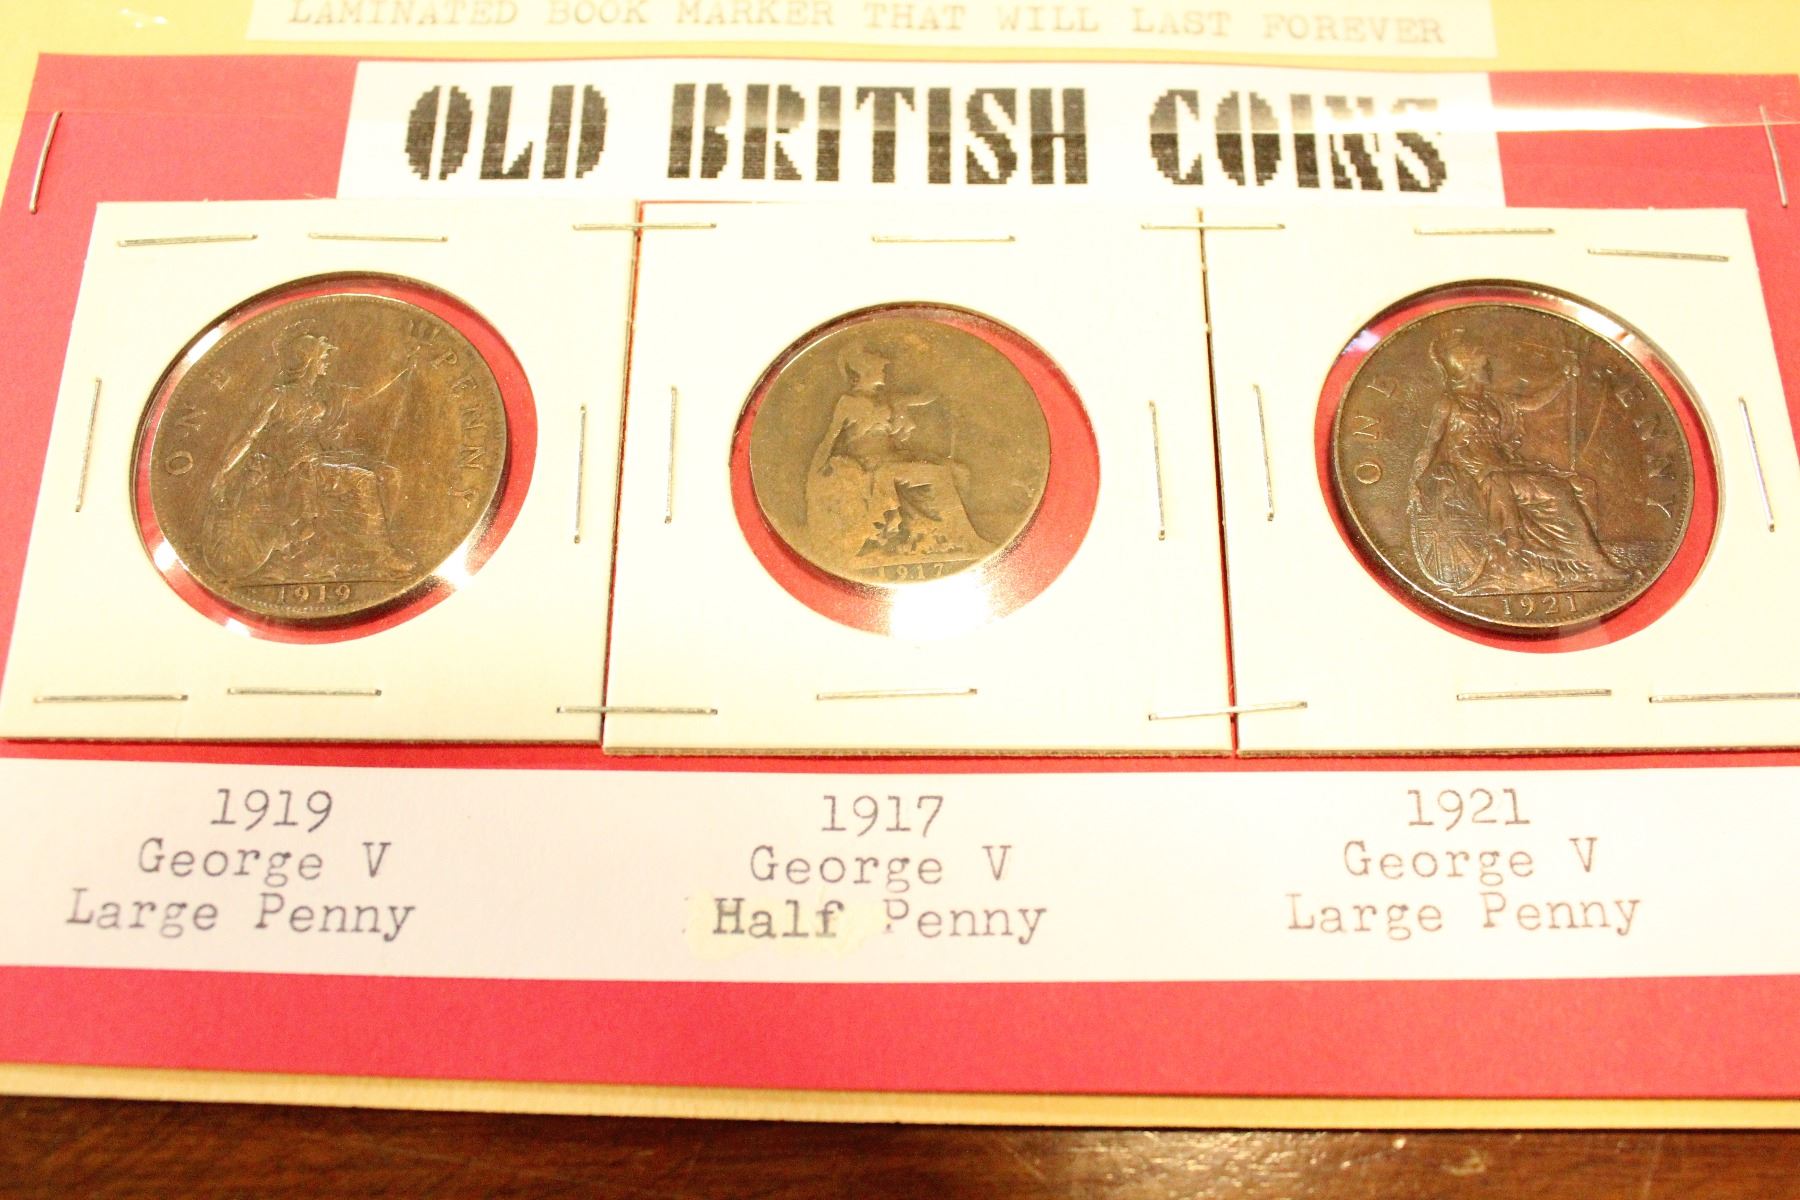 LAMINATED BOOK MARKER THAT WILL LAST FOREVER
OLD BRITISH COINS
ONE PENNY
1919
1917
ONE PENNY
1921
1919
George V
Large Penny
1917
George V
Half Penny
1921
George V
Large Penny